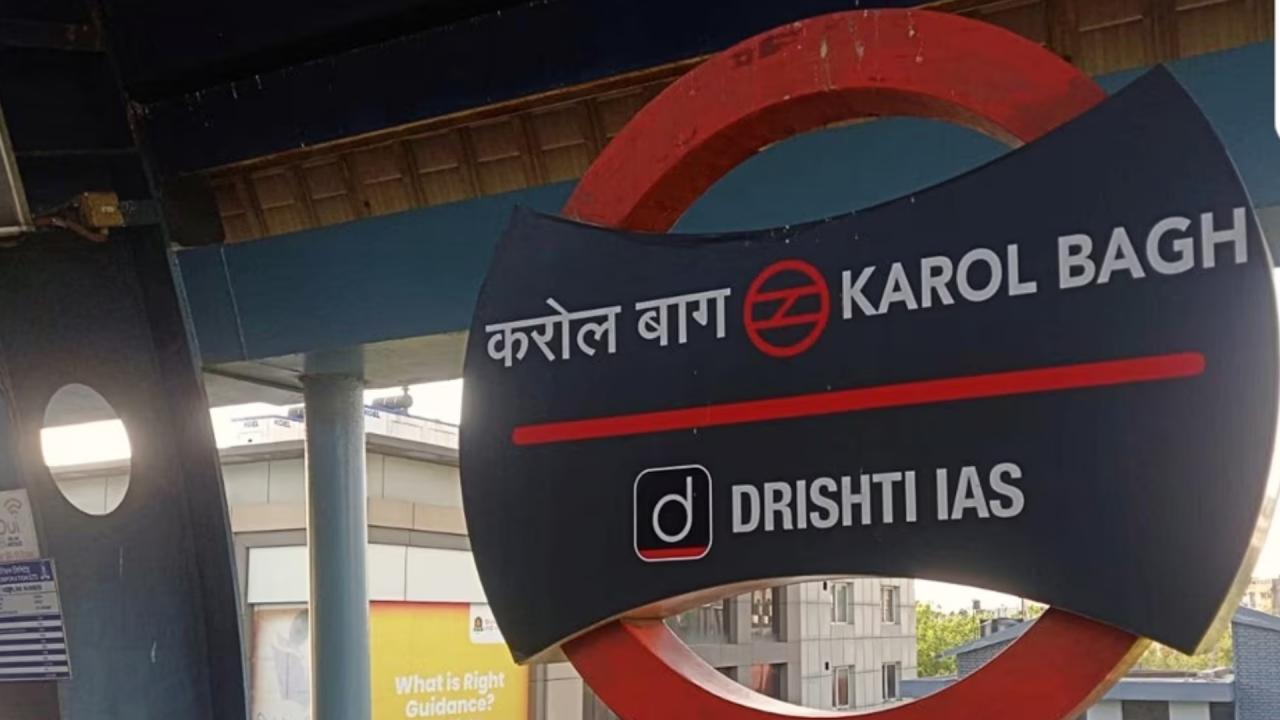 करोल बाग KAROL BAGH
d DRISHTI IAS
What is Right
Guidance?